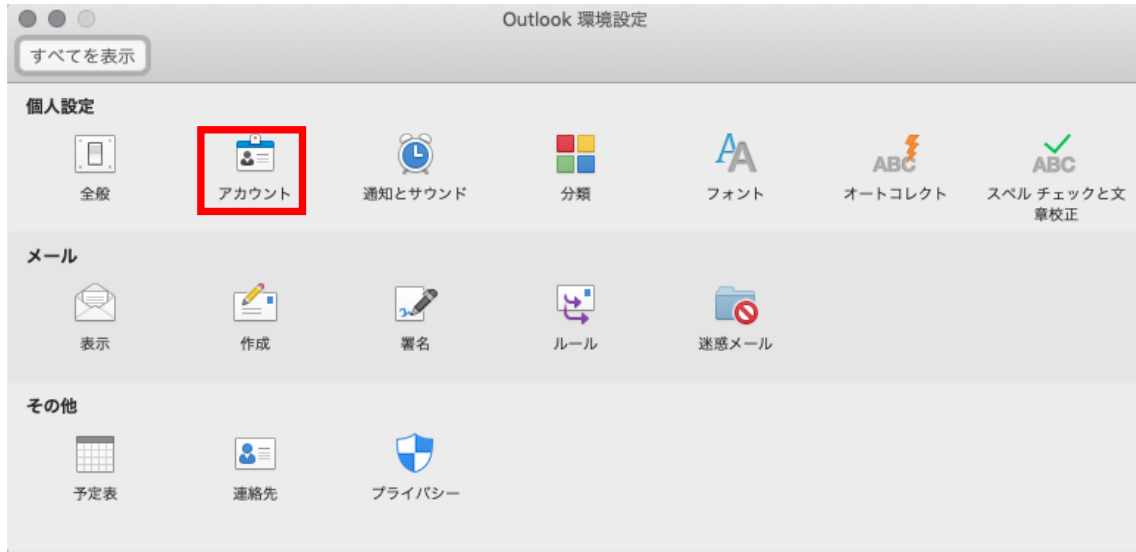 Outlook 環境設定
すべてを表示
個人設定
全般
アカウント
通知とサウンド
分類
フォント
ABC
オートコレクト
ABC
スペル チェックと文
章校正
メール
表示
作成
署名
ルール
迷惑メール
その他
予定表
連絡先
プライバシー